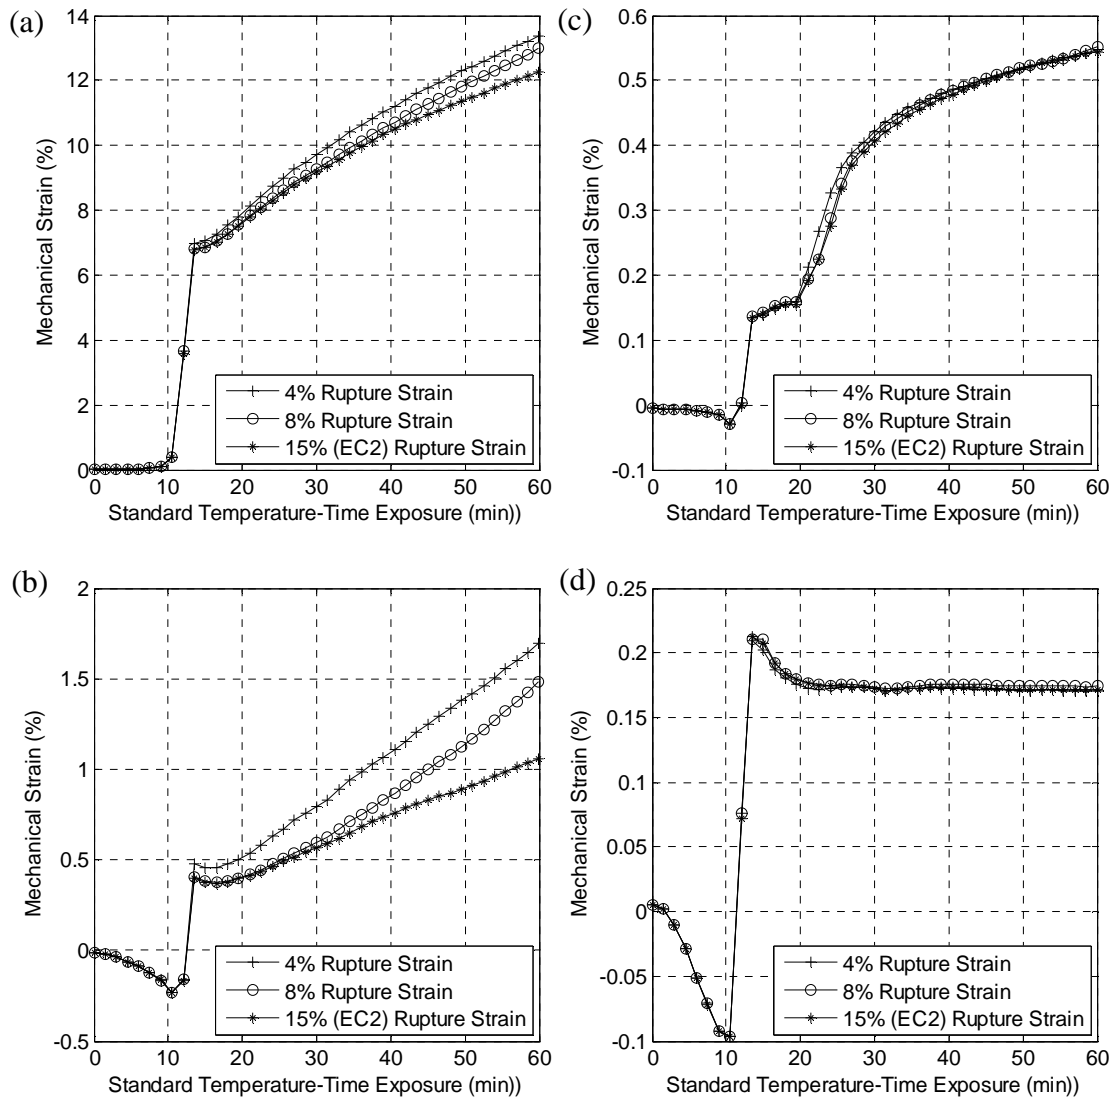 (a)
14
12
10
8
6
4
2
0
Mechanical Strain (%)
4% Rupture Strain
8% Rupture Strain
15% (EC2) Rupture Strain
0 10 20 30 40 50 60
Standard Temperature-Time Exposure (min))
(c)
0.6
0.5
0.4
0.3
0.2
0.1
0
-0.1
Mechanical Strain (%)
4% Rupture Strain
8% Rupture Strain
15% (EC2) Rupture Strain
0 10 20 30 40 50 60
Standard Temperature-Time Exposure (min))
(b)
2
1.5
1
0.5
0
-0.5
Mechanical Strain (%)
4% Rupture Strain
8% Rupture Strain
15% (EC2) Rupture Strain
0 10 20 30 40 50 60
Standard Temperature-Time Exposure (min))
(d)
0.25
0.2
0.15
0.1
0.05
0
-0.05
-0.1
Mechanical Strain (%)
4% Rupture Strain
8% Rupture Strain
15% (EC2) Rupture Strain
0 10 20 30 40 50 60
Standard Temperature-Time Exposure (min))